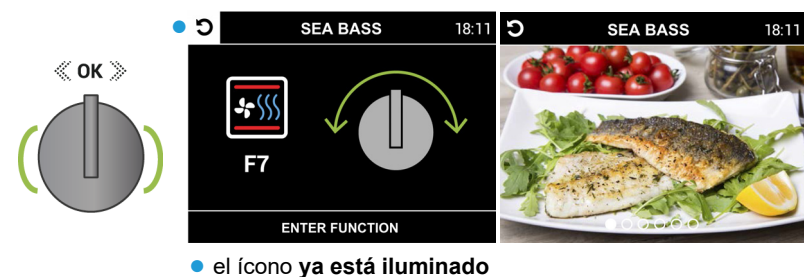 SEA BASS 18:11
SEA BASS 18:11
OK
F7
ENTER FUNCTION
el ícono ya está iluminado